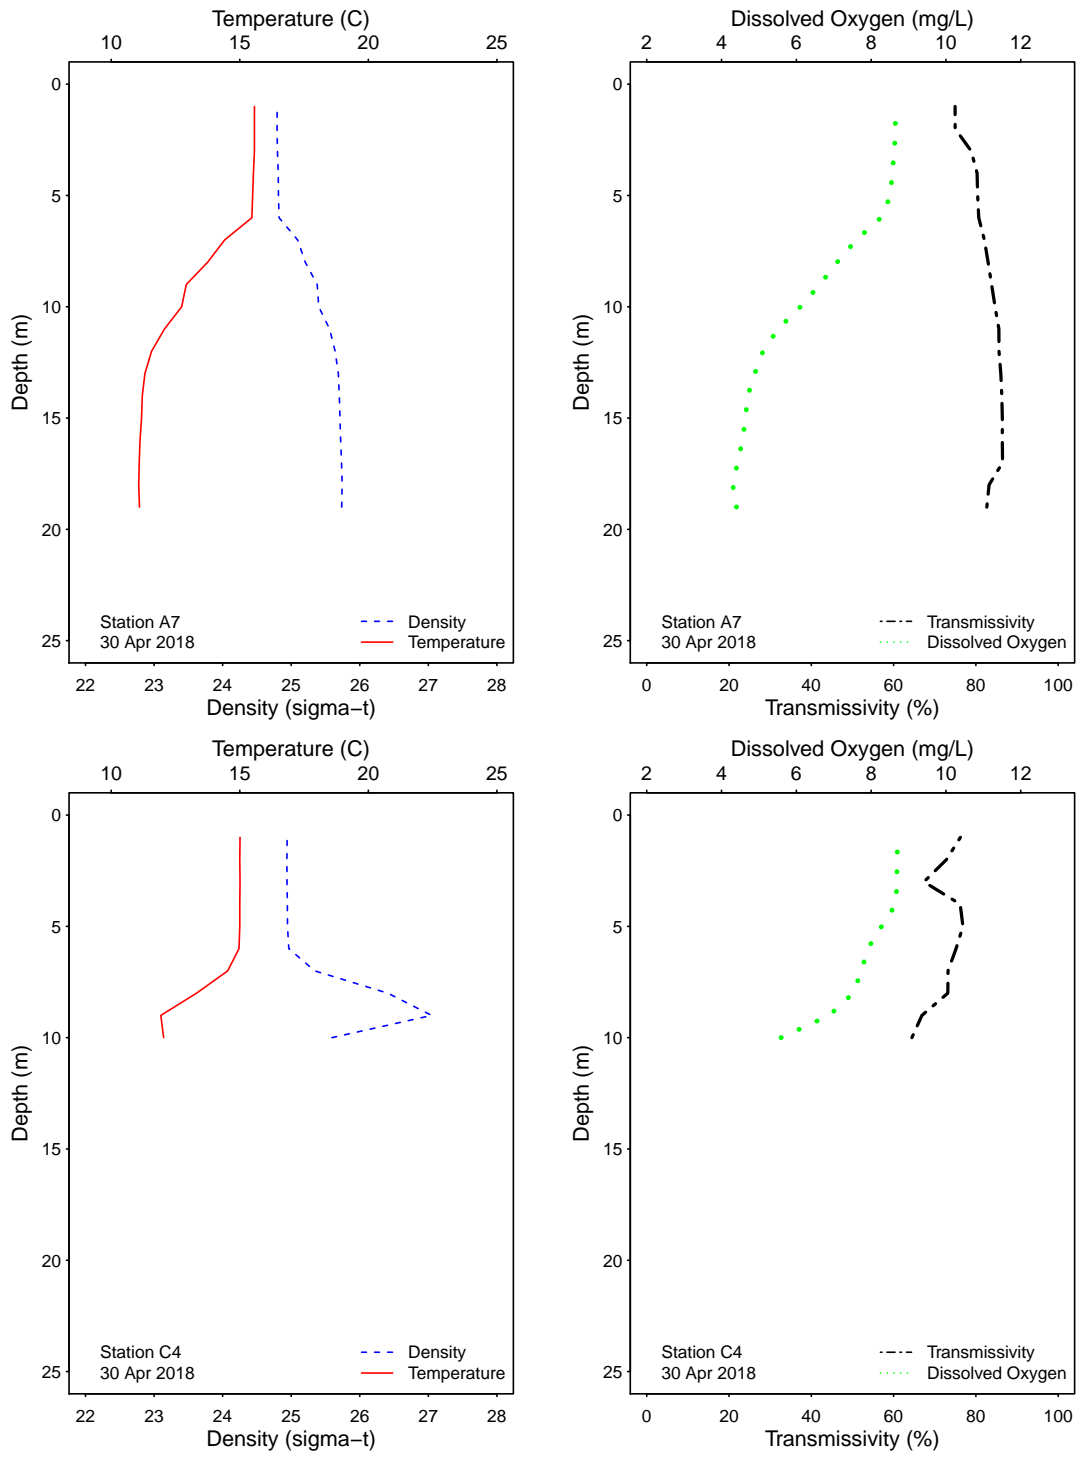 Temperature (C)
10 15 20 25
0
5
10
15
20
25
Depth (m)
Station A7
30 Apr 2018
Density
Temperature
22 23 24 25 26 27 28
Density (sigma−t)
Dissolved Oxygen (mg/L)
2 4 6 8 10 12
0
5
10
15
20
25
Depth (m)
Station A7
30 Apr 2018
Transmissivity
Dissolved Oxygen
0 20 40 60 80 100
Transmissivity (%)
Temperature (C)
10 15 20 25
0
5
10
15
20
25
Depth (m)
Station C4
30 Apr 2018
Density
Temperature
22 23 24 25 26 27 28
Density (sigma−t)
Dissolved Oxygen (mg/L)
2 4 6 8 10 12
0
5
10
15
20
25
Depth (m)
Station C4
30 Apr 2018
Transmissivity
Dissolved Oxygen
0 20 40 60 80 100
Transmissivity (%)